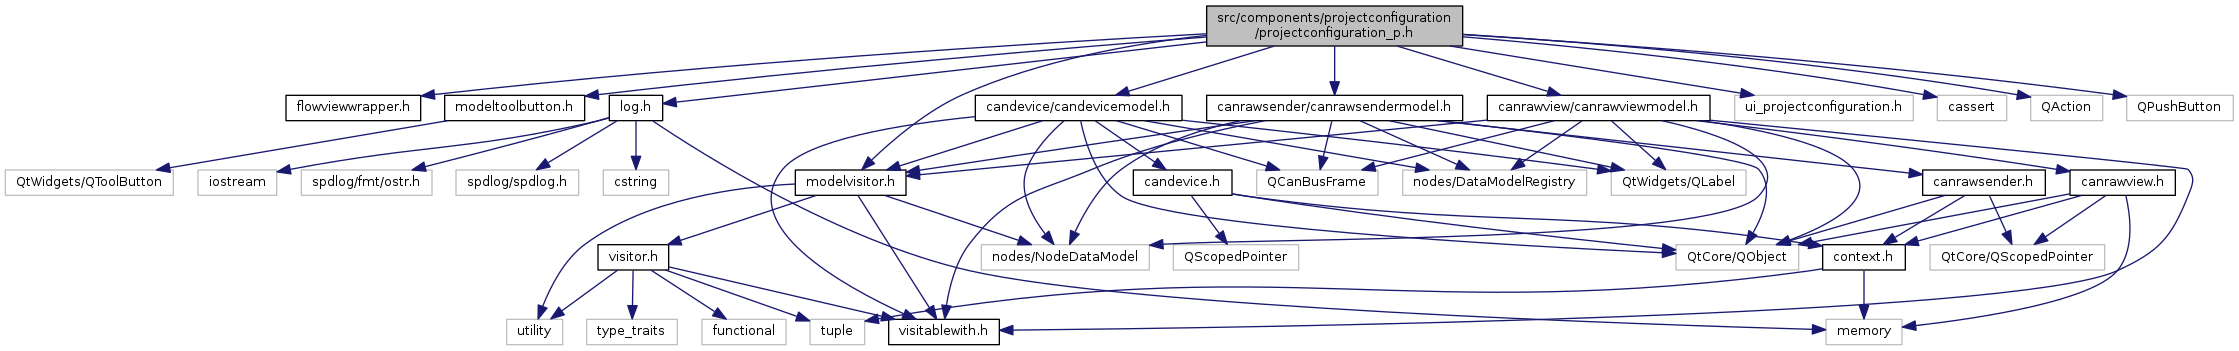 src/components/projectconfiguration
/projectconfiguration_p.h
flowviewwrapper.h
modeltoolbutton.h
log.h
candevice/candevicemodel.h
canrawsender/canrawsendermodel.h
canrawview/canrawviewmodel.h
ui_projectconfiguration.h
cassert
QAction
QPushButton
QtWidgets/QToolButton
iostream
spdlog/fmt/ostr.h
spdlog/spdlog.h
cstring
modelvisitor.h
candevice.h
QCanBusFrame
nodes/DataModelRegistry
QtWidgets/QLabel
canrawsender.h
canrawview.h
visitor.h
nodes/NodeDataModel
QScopedPointer
QtCore/QObject
context.h
QtCore/QScopedPointer
utility
type_traits
functional
tuple
visitablewith.h
memory